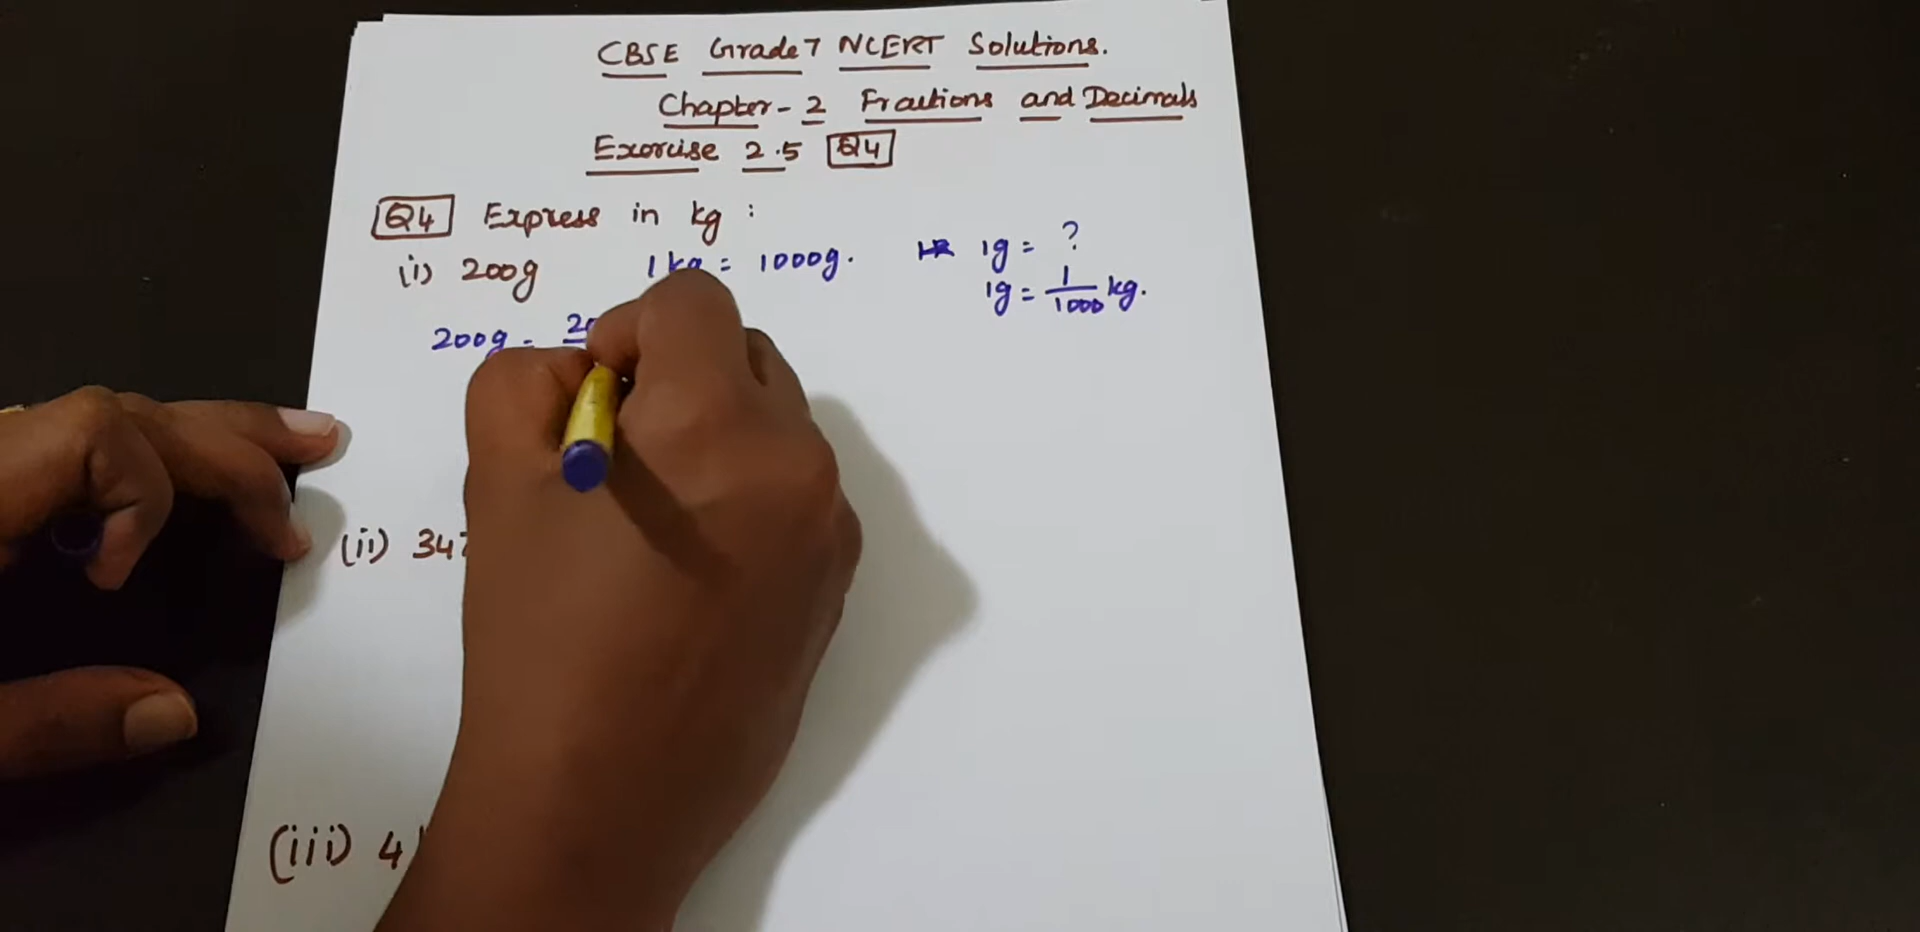 CBSE Grade 7 NCERT Solutions.
Chapter - 2 Fractions and Decimals
Exercise 2.5 Q4
Q4 Express in kg :
(i) 200g 1 kg = 1000g. 1g = ?
1g = 1/1000 kg.
200g =
(ii)
(iii) 4